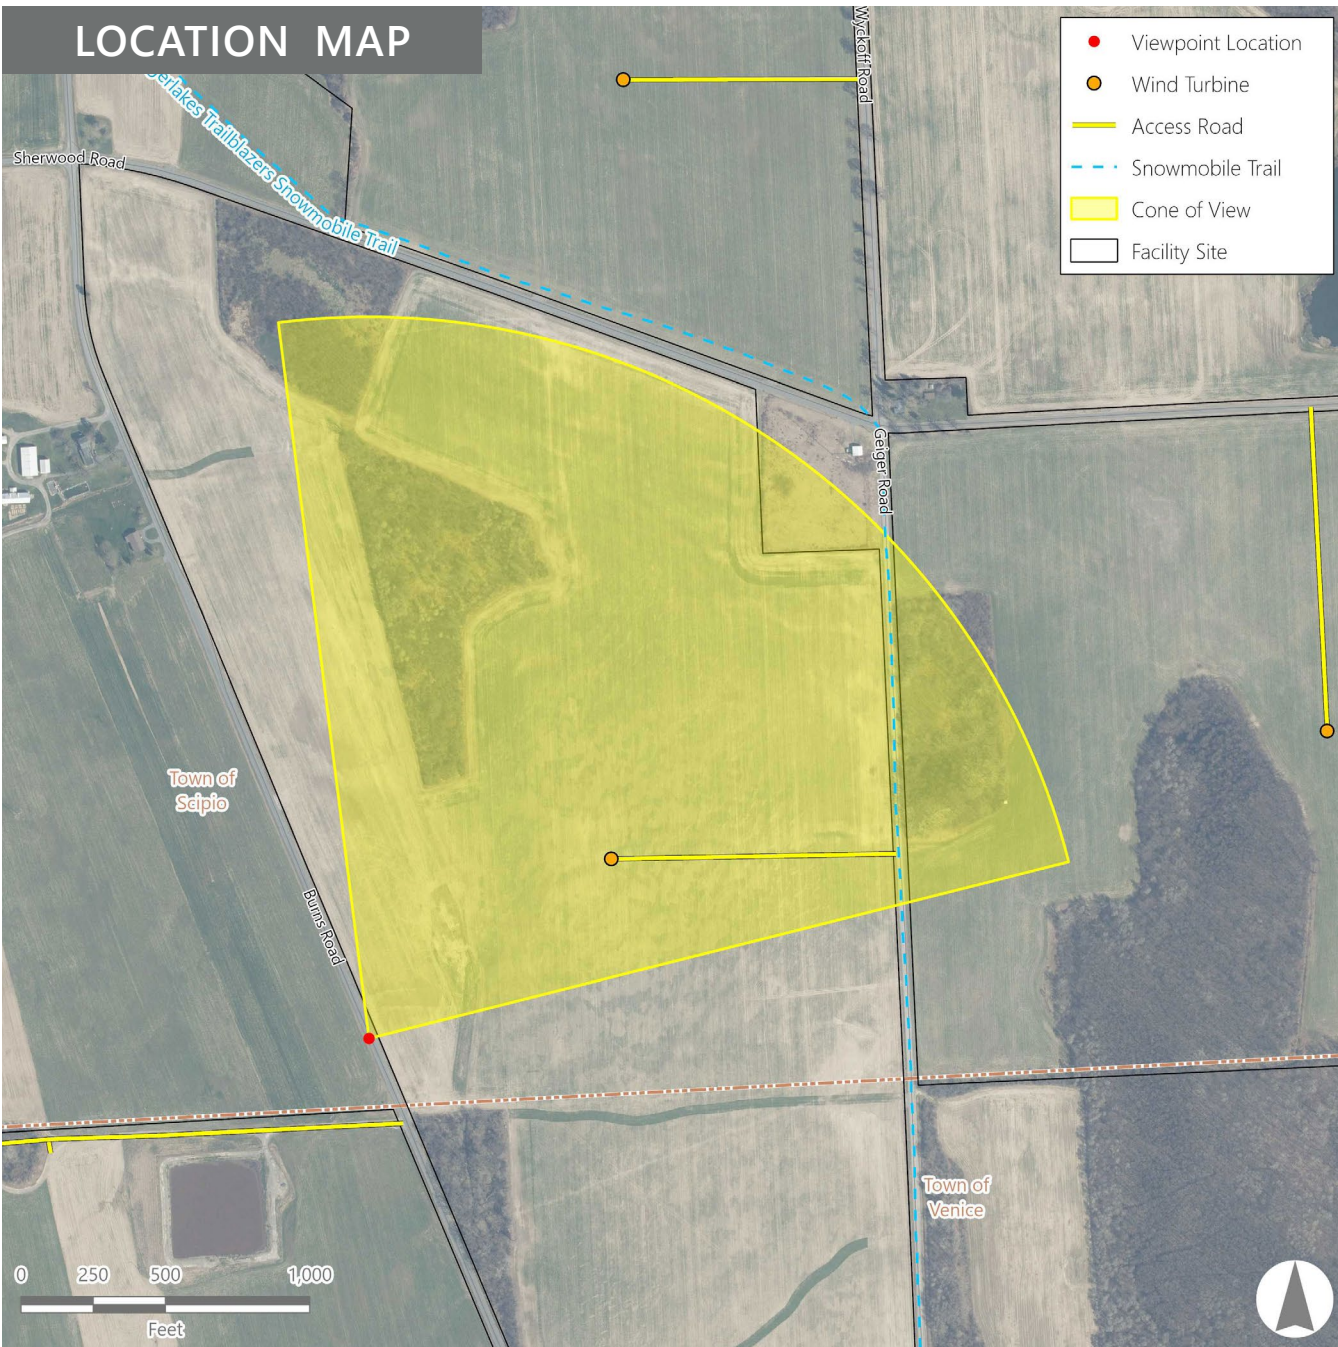 LOCATION MAP
Viewpoint Location
Wind Turbine
Access Road
Snowmobile Trail
Cone of View
Facility Site
Wyckoff Road
Trailblazers Snowmobile Trail
Sherwood Road
Geiger Road
Town of
Scipio
Burns Road
Town of
Venice
0 250 500 1,000
Feet